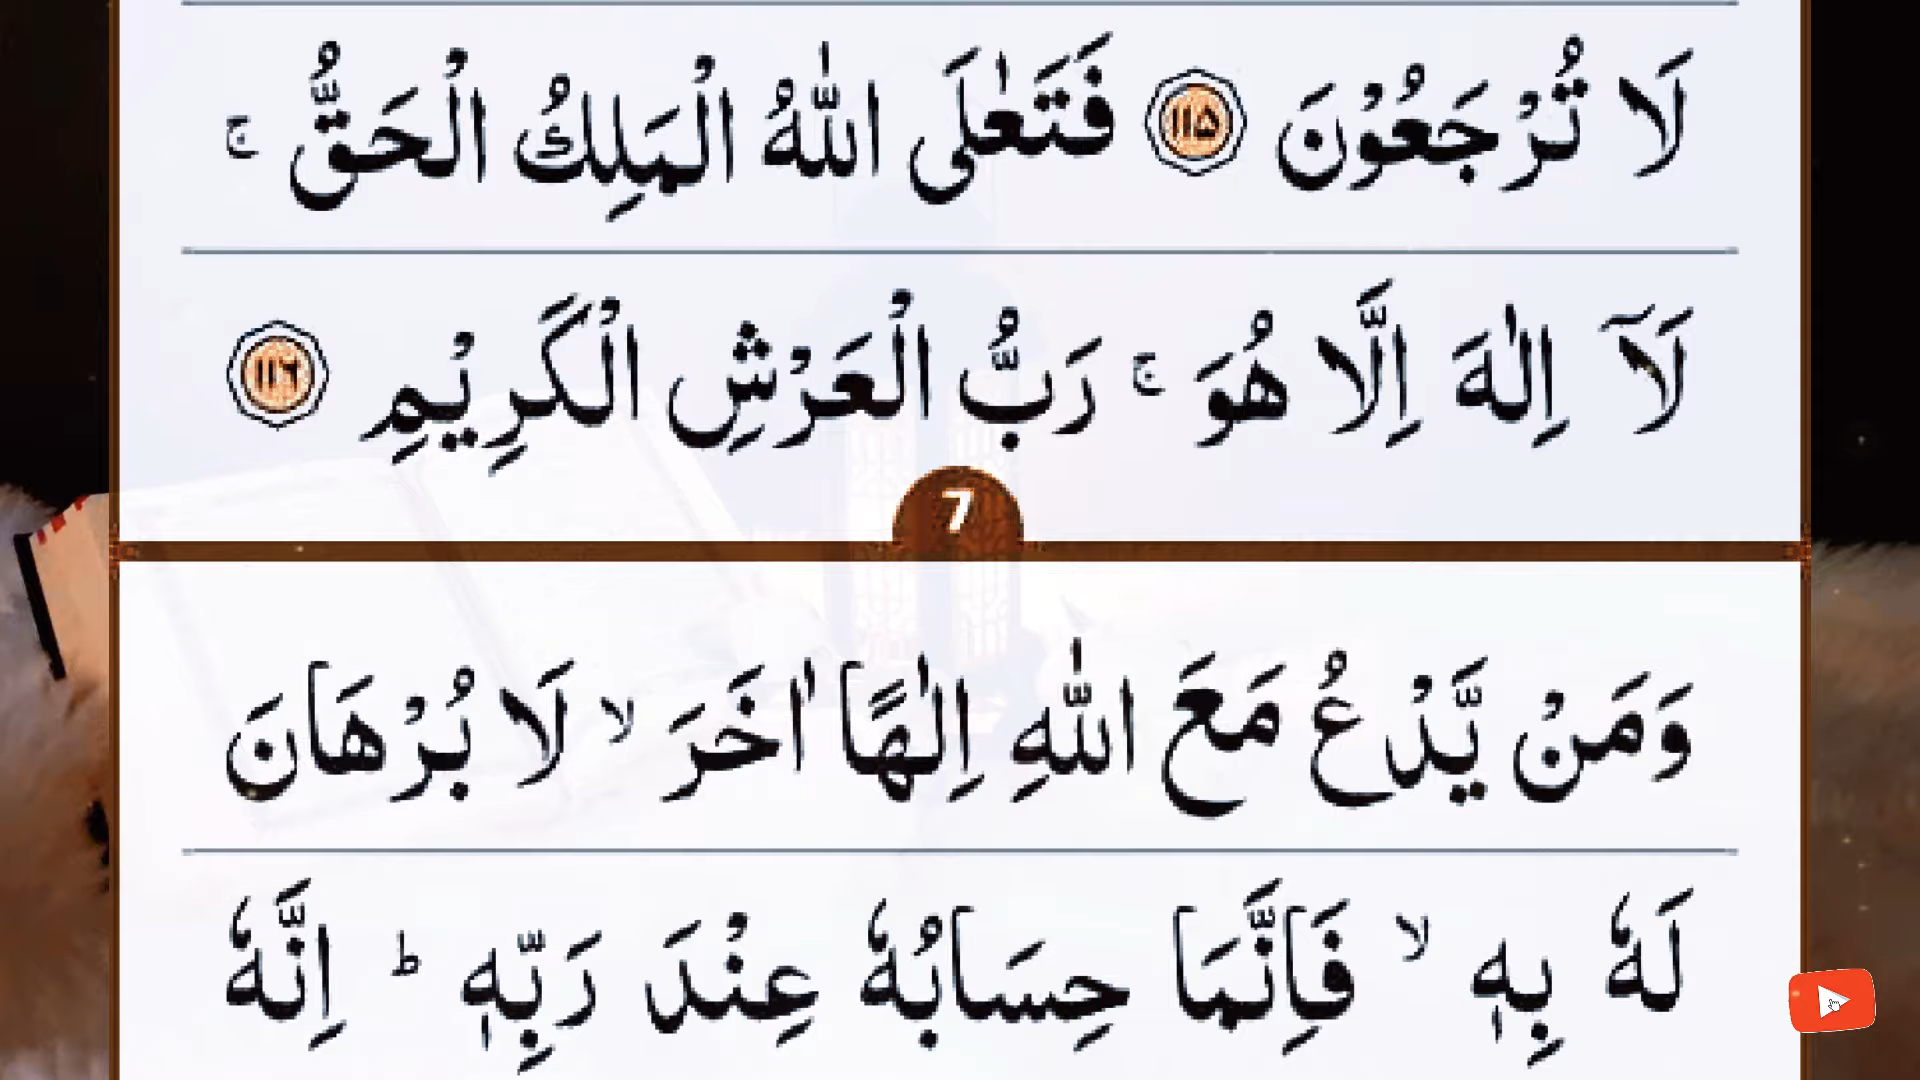 لَا تُرْجَعُوْنَ ۝۱۱۵ فَتَعٰلَى اللّٰهُ الْمَلِكُ الْحَقُّ ۚ
لَاۤ اِلٰهَ اِلَّا هُوَ ۚ رَبُّ الْعَرْشِ الْكَرِيْمِ ۝۱۱۶
7
وَمَنْ يَّدْعُ مَعَ اللّٰهِ اِلٰهًا اٰخَرَ ۙ لَا بُرْهَانَ
لَهٗ بِهٖ ۙ فَاِنَّمَا حِسَابُهٗ عِنْدَ رَبِّهٖ ؕ اِنَّهٗ